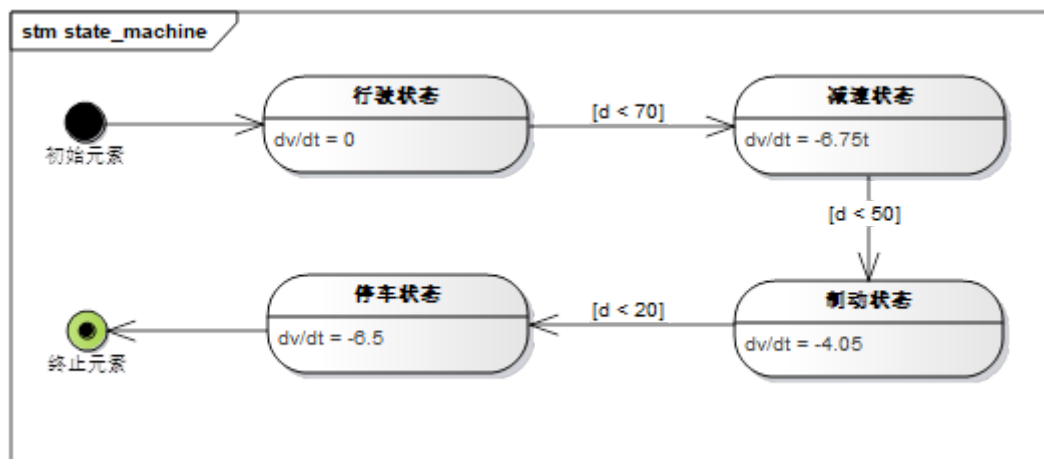 stm state_machine
初始元素
行驶状态
dv/dt = 0
[d < 70]
减速状态
dv/dt = -6.75t
[d < 50]
制动状态
dv/dt = -4.05
[d < 20]
停车状态
dv/dt = -6.5
终止元素